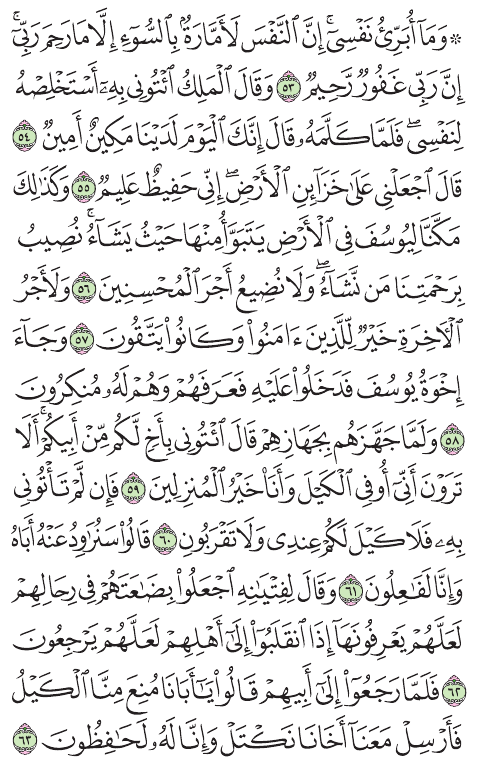 ۞ وَمَآ أُبَرِّئُ نَفْسِىٓ ۚ إِنَّ ٱلنَّفْسَ لَأَمَّارَةٌۢ بِٱلسُّوٓءِ إِلَّا مَا رَحِمَ رَبِّىٓ ۚ
إِنَّ رَبِّى غَفُورٌ رَّحِيمٌ ٥٣ وَقَالَ ٱلْمَلِكُ ٱئْتُونِى بِهِۦٓ أَسْتَخْلِصْهُ
لِنَفْسِى ۖ فَلَمَّا كَلَّمَهُۥ قَالَ إِنَّكَ ٱلْيَوْمَ لَدَيْنَا مَكِينٌ أَمِينٌ ٥٤
قَالَ ٱجْعَلْنِى عَلَىٰ خَزَآئِنِ ٱلْأَرْضِ ۖ إِنِّى حَفِيظٌ عَلِيمٌ ٥٥ وَكَذَٰلِكَ
مَكَّنَّا لِيُوسُفَ فِى ٱلْأَرْضِ يَتَبَوَّأُ مِنْهَا حَيْثُ يَشَآءُ ۚ نُصِيبُ
بِرَحْمَتِنَا مَن نَّشَآءُ ۖ وَلَا نُضِيعُ أَجْرَ ٱلْمُحْسِنِينَ ٥٦ وَلَأَجْرُ
ٱلْأَخِرَةِ خَيْرٌ لِّلَّذِينَ ءَامَنُوا۟ وَكَانُوا۟ يَتَّقُونَ ٥٧ وَجَآءَ
إِخْوَةُ يُوسُفَ فَدَخَلُوا۟ عَلَيْهِ فَعَرَفَهُمْ وَهُمْ لَهُۥ مُنكِرُونَ
٥٨ وَلَمَّا جَهَّزَهُم بِجَهَازِهِمْ قَالَ ٱئْتُونِى بِأَخٍ لَّكُم مِّنْ أَبِيكُمْ ۚ أَلَا
تَرَوْنَ أَنِّىٓ أُوفِى ٱلْكَيْلَ وَأَنَا۠ خَيْرُ ٱلْمُنزِلِينَ ٥٩ فَإِن لَّمْ تَأْتُونِى
بِهِۦ فَلَا كَيْلَ لَكُمْ عِندِى وَلَا تَقْرَبُونِ ٦٠ قَالُوا۟ سَنُرَٰوِدُ عَنْهُ أَبَاهُ
وَإِنَّا لَفَٰعِلُونَ ٦١ وَقَالَ لِفِتْيَٰنِهِ ٱجْعَلُوا۟ بِضَٰعَتَهُمْ فِى رِحَالِهِمْ
لَعَلَّهُمْ يَعْرِفُونَهَآ إِذَا ٱنقَلَبُوٓا۟ إِلَىٰٓ أَهْلِهِمْ لَعَلَّهُمْ يَرْجِعُونَ
٦٢ فَلَمَّا رَجَعُوٓا۟ إِلَىٰٓ أَبِيهِمْ قَالُوا۟ يَٰٓأَبَانَا مُنِعَ مِنَّا ٱلْكَيْلُ
فَأَرْسِلْ مَعَنَآ أَخَانَا نَكْتَلْ وَإِنَّا لَهُۥ لَحَٰفِظُونَ ٦٣